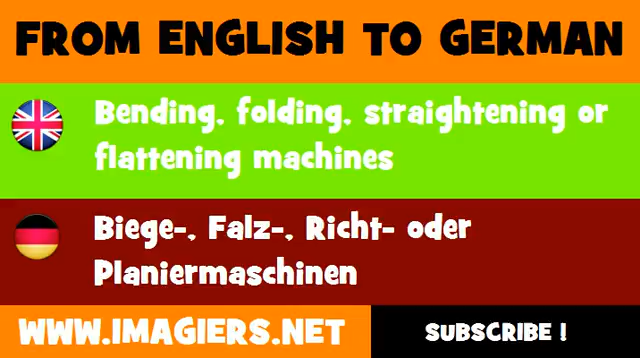 FROM ENGLISH TO GERMAN
Bending, folding, straightening or
flattening machines
Biege-, Falz-, Richt- oder
Planiermaschinen
WWW.IMAGIERS.NET
SUBSCRIBE !